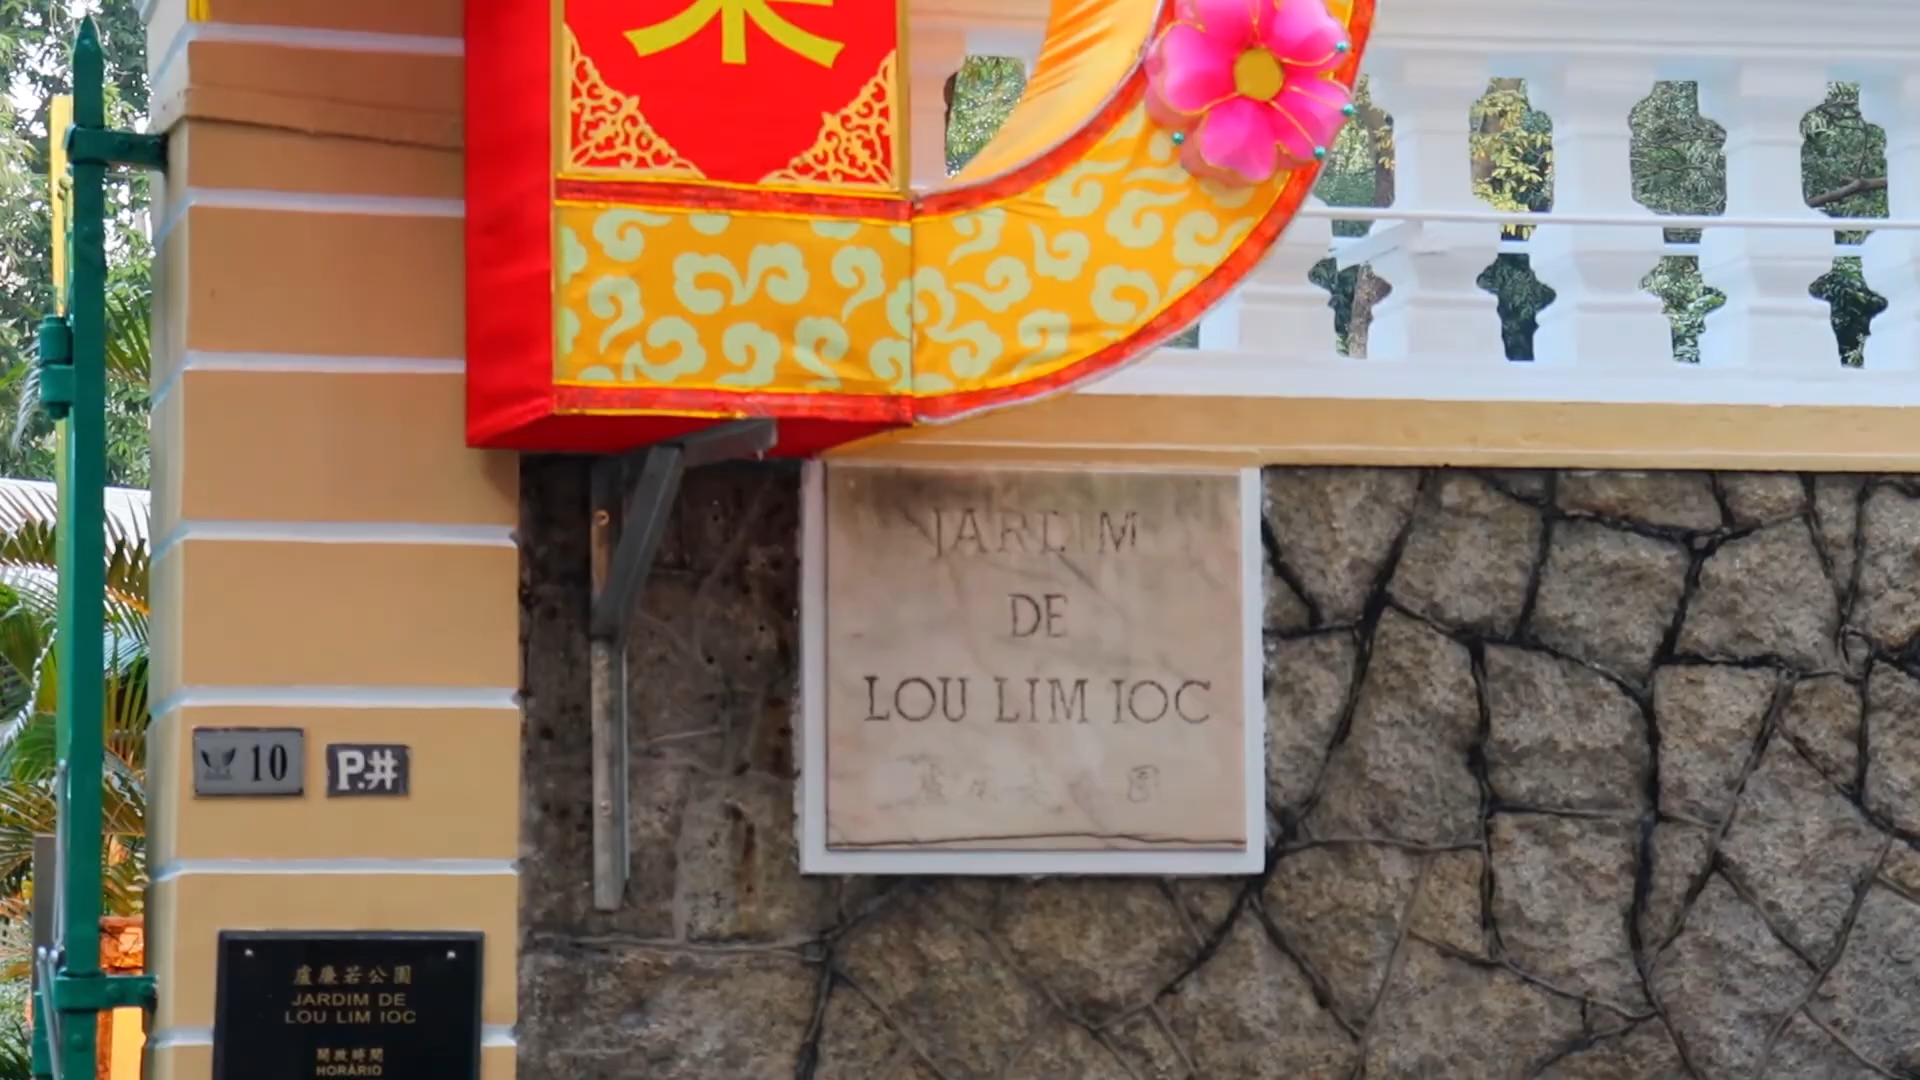 JARDIM
DE
LOU LIM IOC
10
P.#
盧廉若公園
JARDIM DE
LOU LIM IOC
開放時間
HORÁRIO